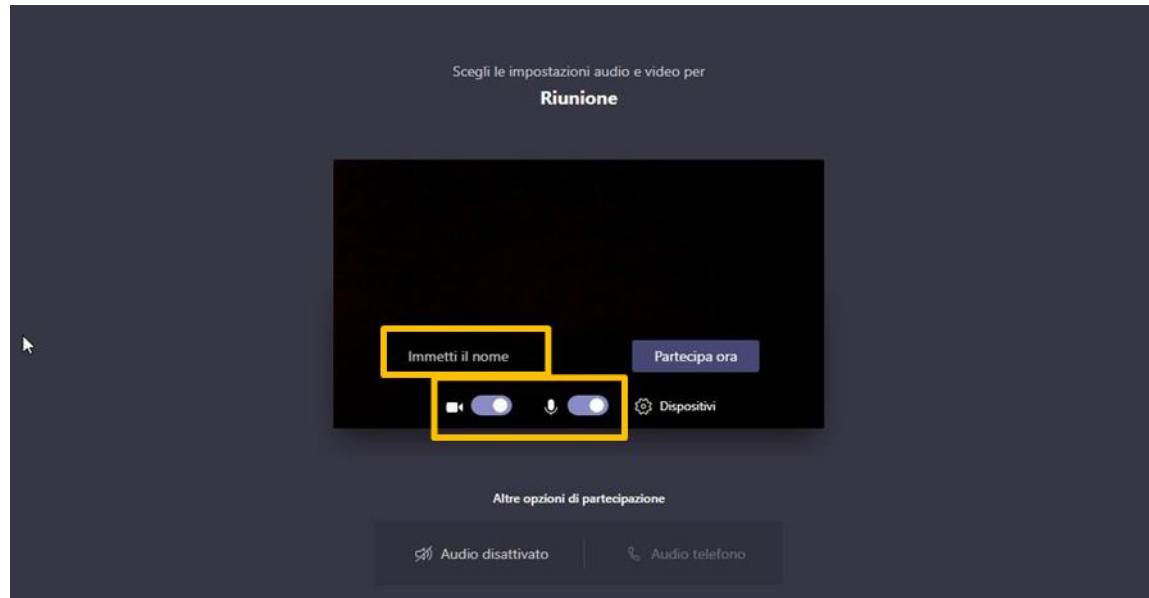 Scegli le impostazioni audio e video per
Riunione
Immetti il nome
Partecipa ora
Dispositivi
Altre opzioni di partecipazione
Audio disattivato
Audio telefono